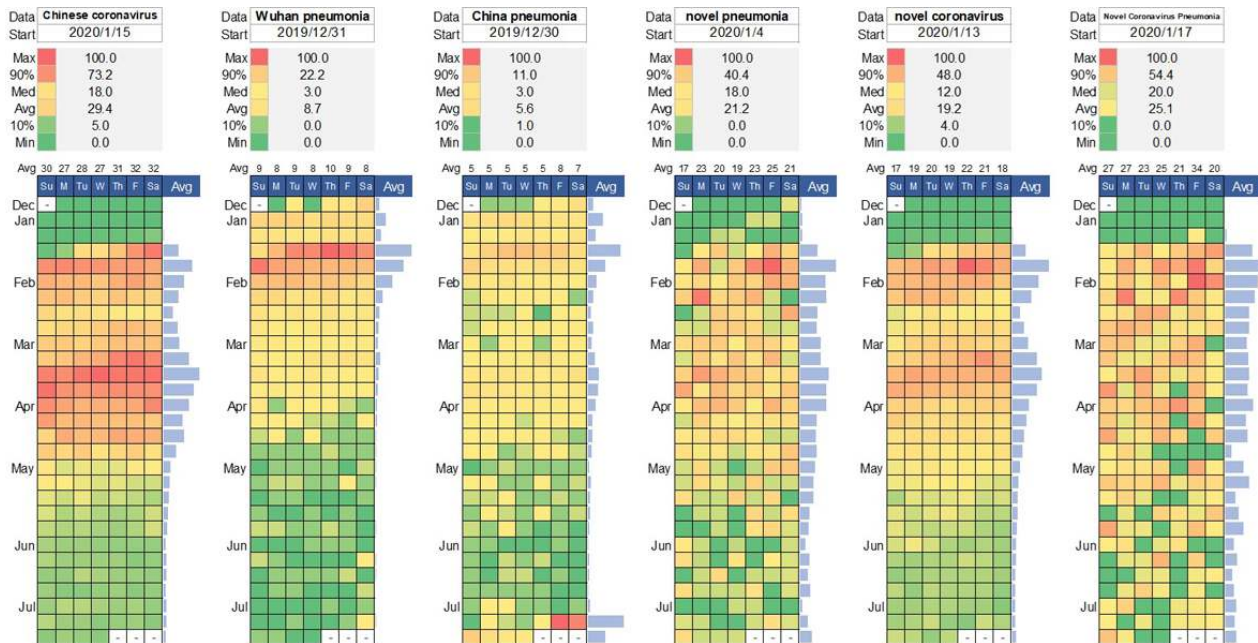 Data Chinese coronavirus
Start 2020/1/15
Max 100.0
90% 73.2
Med 18.0
Avg 29.4
10% 5.0
Min 0.0
Avg 30 27 28 27 31 32 32
Su M Tu W Th F Sa Avg
Dec -
Jan
Feb
Mar
Apr
May
Jun
Jul
- - -
Data Wuhan pneumonia
Start 2019/12/31
Max 100.0
90% 22.2
Med 3.0
Avg 8.7
10% 0.0
Min 0.0
Avg 9 8 9 8 10 9 8
Su M Tu W Th F Sa Avg
Dec -
Jan
Feb
Mar
Apr
May
Jun
Jul
- - -
Data China pneumonia
Start 2019/12/30
Max 100.0
90% 11.0
Med 3.0
Avg 5.6
10% 1.0
Min 0.0
Avg 5 5 5 5 5 8 7
Su M Tu W Th F Sa Avg
Dec -
Jan
Feb
Mar
Apr
May
Jun
Jul
- - -
Data novel pneumonia
Start 2020/1/4
Max 100.0
90% 40.4
Med 18.0
Avg 21.2
10% 0.0
Min 0.0
Avg 17 23 20 19 23 25 21
Su M Tu W Th F Sa Avg
Dec -
Jan
Feb
Mar
Apr
May
Jun
Jul
- - -
Data novel coronavirus
Start 2020/1/13
Max 100.0
90% 48.0
Med 12.0
Avg 19.2
10% 4.0
Min 0.0
Avg 17 19 20 19 22 21 18
Su M Tu W Th F Sa Avg
Dec -
Jan
Feb
Mar
Apr
May
Jun
Jul
- - -
Data Novel Coronavirus Pneumonia
Start 2020/1/17
Max 100.0
90% 54.4
Med 20.0
Avg 25.1
10% 0.0
Min 0.0
Avg 27 27 23 25 21 34 20
Su M Tu W Th F Sa Avg
Dec -
Jan
Feb
Mar
Apr
May
Jun
Jul
- - -